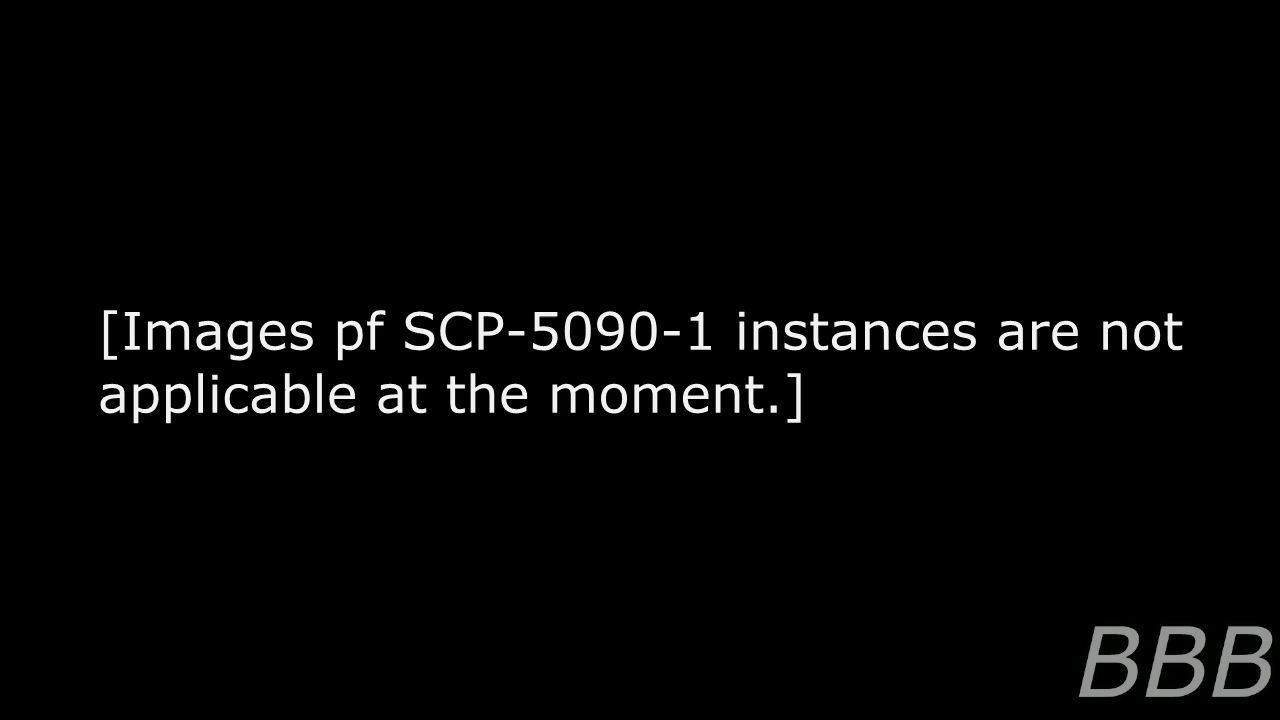 [Images pf SCP-5090-1 instances are not
applicable at the moment.]
BBB